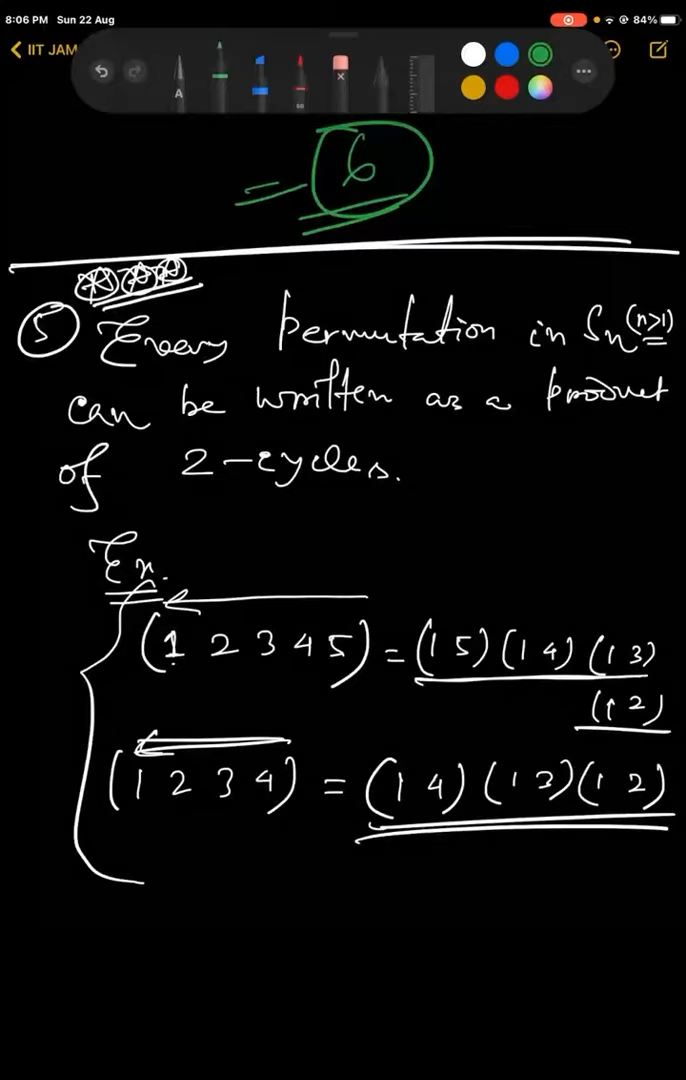 8:06 PM Sun 22 Aug 84%
IIT JAM
= 6
5 Every permutation in Sn (n>1)
can be written as a product
of 2-cycles.
Ex.
(1 2 3 4 5) = (1 5) (1 4) (1 3)
(1 2)
(1 2 3 4) = (1 4) (1 3) (1 2)